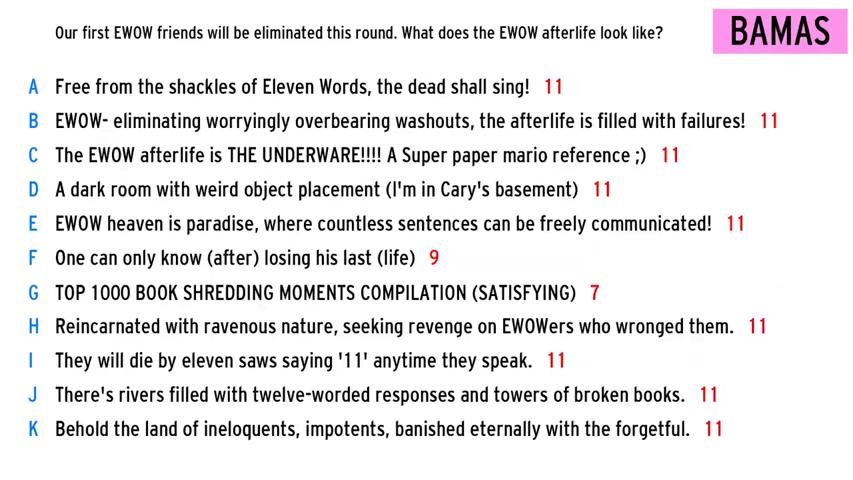 Our first EWOW friends will be eliminated this round. What does the EWOW afterlife look like?
BAMAS
A Free from the shackles of Eleven Words, the dead shall sing! 11
B EWOW- eliminating worryingly overbearing washouts, the afterlife is filled with failures! 11
C The EWOW afterlife is THE UNDERWARE!!!! A Super paper mario reference ;) 11
D A dark room with weird object placement (I'm in Cary's basement) 11
E EWOW heaven is paradise, where countless sentences can be freely communicated! 11
F One can only know (after) losing his last (life) 9
G TOP 1000 BOOK SHREDDING MOMENTS COMPILATION (SATISFYING) 7
H Reincarnated with ravenous nature, seeking revenge on EWOWers who wronged them. 11
I They will die by eleven saws saying '11' anytime they speak. 11
J There's rivers filled with twelve-worded responses and towers of broken books. 11
K Behold the land of ineloquents, impotents, banished eternally with the forgetful. 11